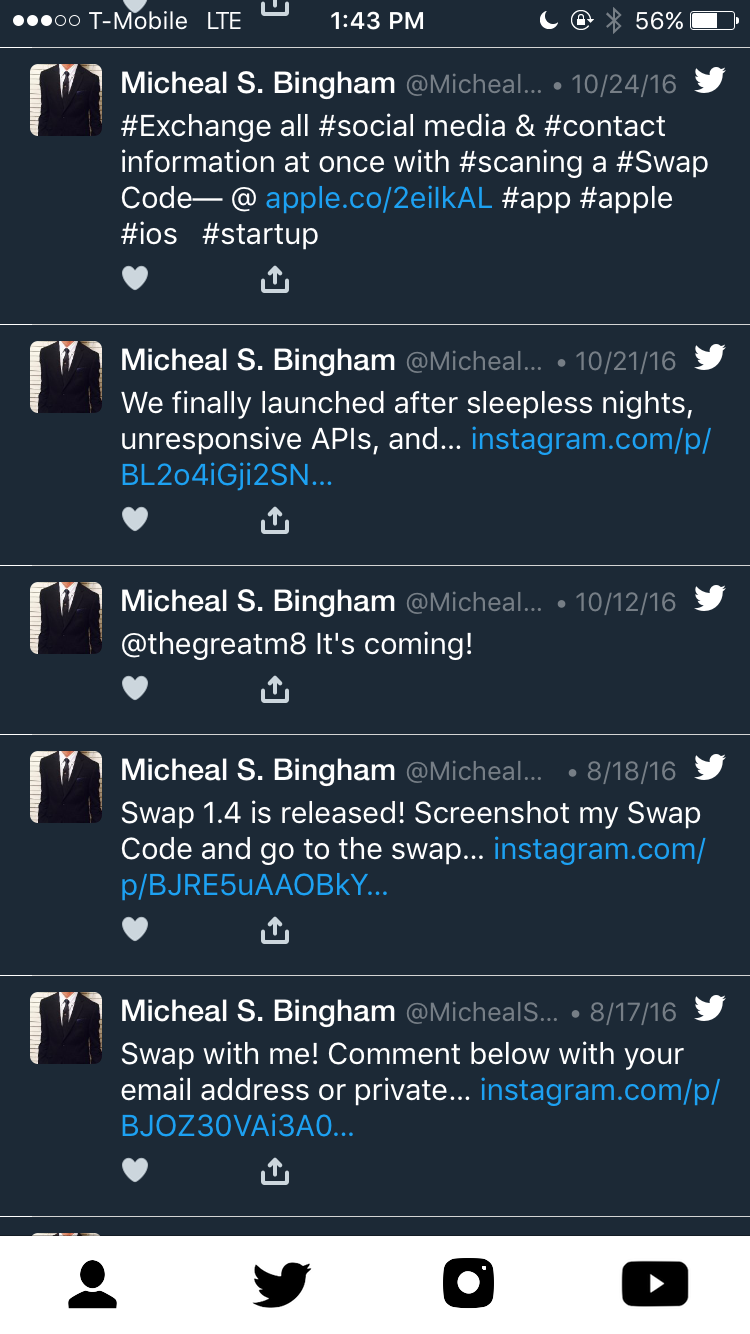 T-Mobile LTE 1:43 PM 56%
Micheal S. Bingham @Micheal... • 10/24/16
#Exchange all #social media & #contact
information at once with #scaning a #Swap
Code— @ apple.co/2eilkAL #app #apple
#ios #startup
Micheal S. Bingham @Micheal... • 10/21/16
We finally launched after sleepless nights,
unresponsive APIs, and... instagram.com/p/
BL2o4iGji2SN...
Micheal S. Bingham @Micheal... • 10/12/16
@thegreatm8 It's coming!
Micheal S. Bingham @Micheal... • 8/18/16
Swap 1.4 is released! Screenshot my Swap
Code and go to the swap... instagram.com/
p/BJRE5uAAOBkY...
Micheal S. Bingham @MichealS... • 8/17/16
Swap with me! Comment below with your
email address or private... instagram.com/p/
BJOZ30VAi3A0...